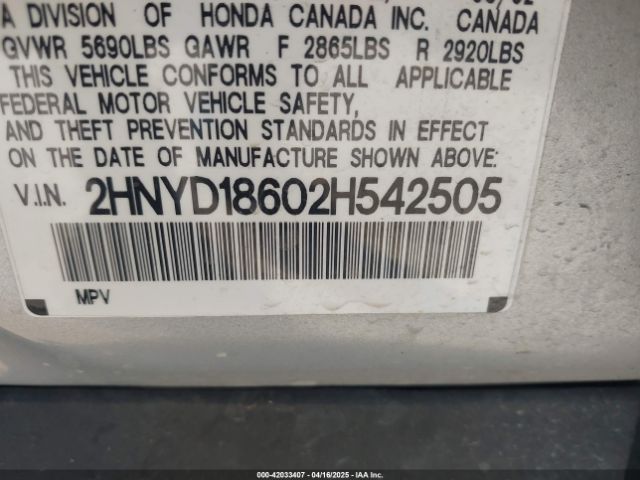 A DIVISION OF HONDA CANADA INC. CANADA
GVWR 5690LBS GAWR F 2865LBS R 2920LBS
THIS VEHICLE CONFORMS TO ALL APPLICABLE
FEDERAL MOTOR VEHICLE SAFETY,
AND THEFT PREVENTION STANDARDS IN EFFECT
ON THE DATE OF MANUFACTURE SHOWN ABOVE:
V.I.N. 2HNYD18602H542505
MPV
000-42033407 - 04/16/2025 - IAAI.COM